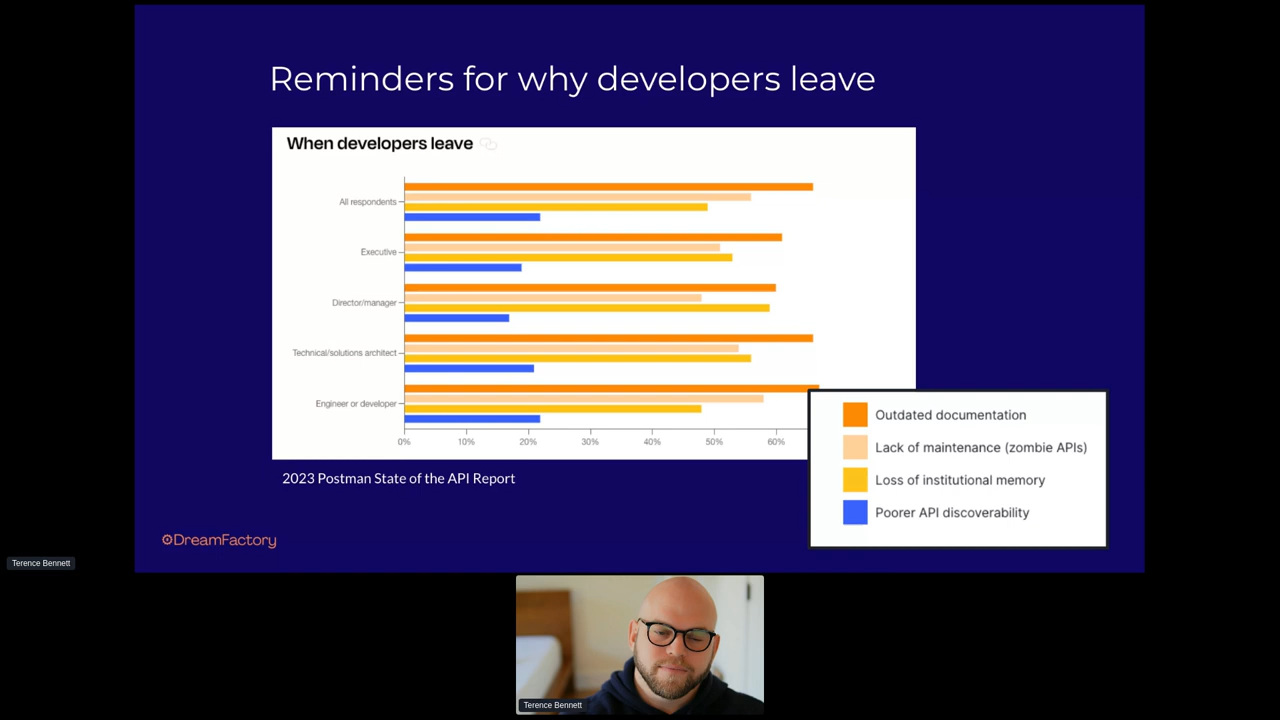 Reminders for why developers leave
When developers leave
All respondents
Executive
Director/manager
Technical/solutions architect
Engineer or developer
0% 10% 20% 30% 40% 50% 60%
Outdated documentation
Lack of maintenance (zombie APIs)
Loss of institutional memory
Poorer API discoverability
2023 Postman State of the API Report
DreamFactory
Terence Bennett
Terence Bennett